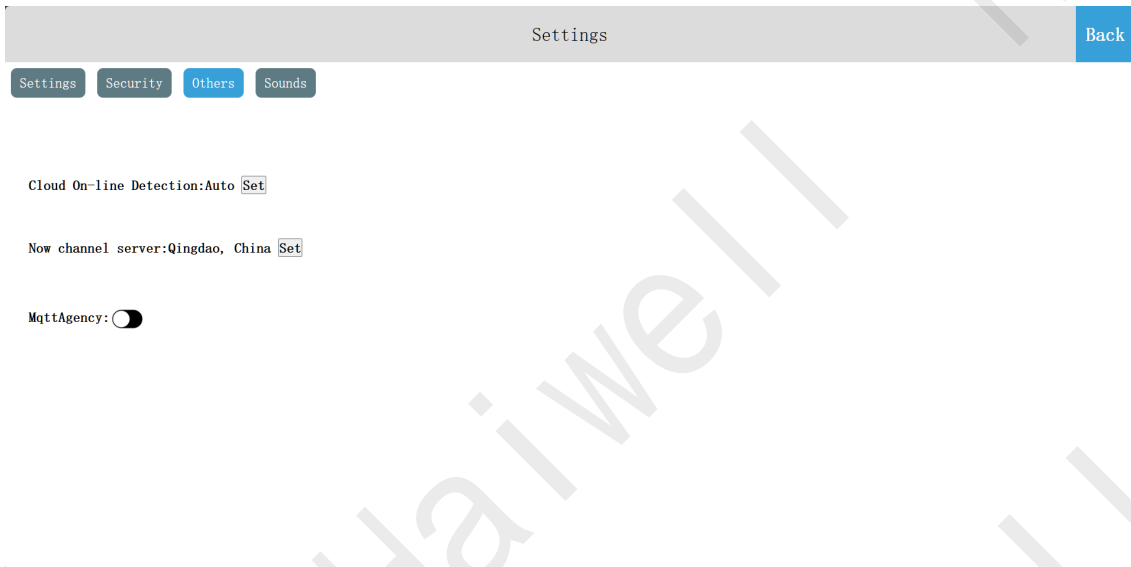 Settings
Back
Settings Security Others Sounds
Cloud On-line Detection:Auto Set
Now channel server:Qingdao, China Set
MqttAgency:
Haiwell